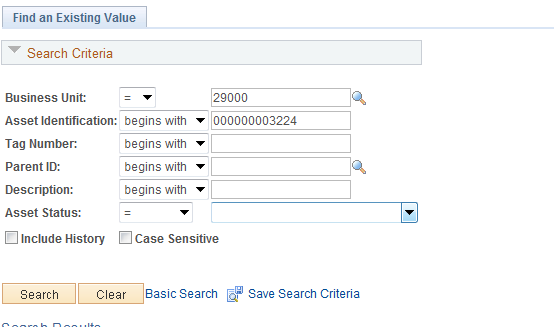 Find an Existing Value
Search Criteria
Business Unit: = 29000
Asset Identification: begins with 000000003224
Tag Number: begins with
Parent ID: begins with
Description: begins with
Asset Status: =
Include History Case Sensitive
Search Clear Basic Search Save Search Criteria
Search Results